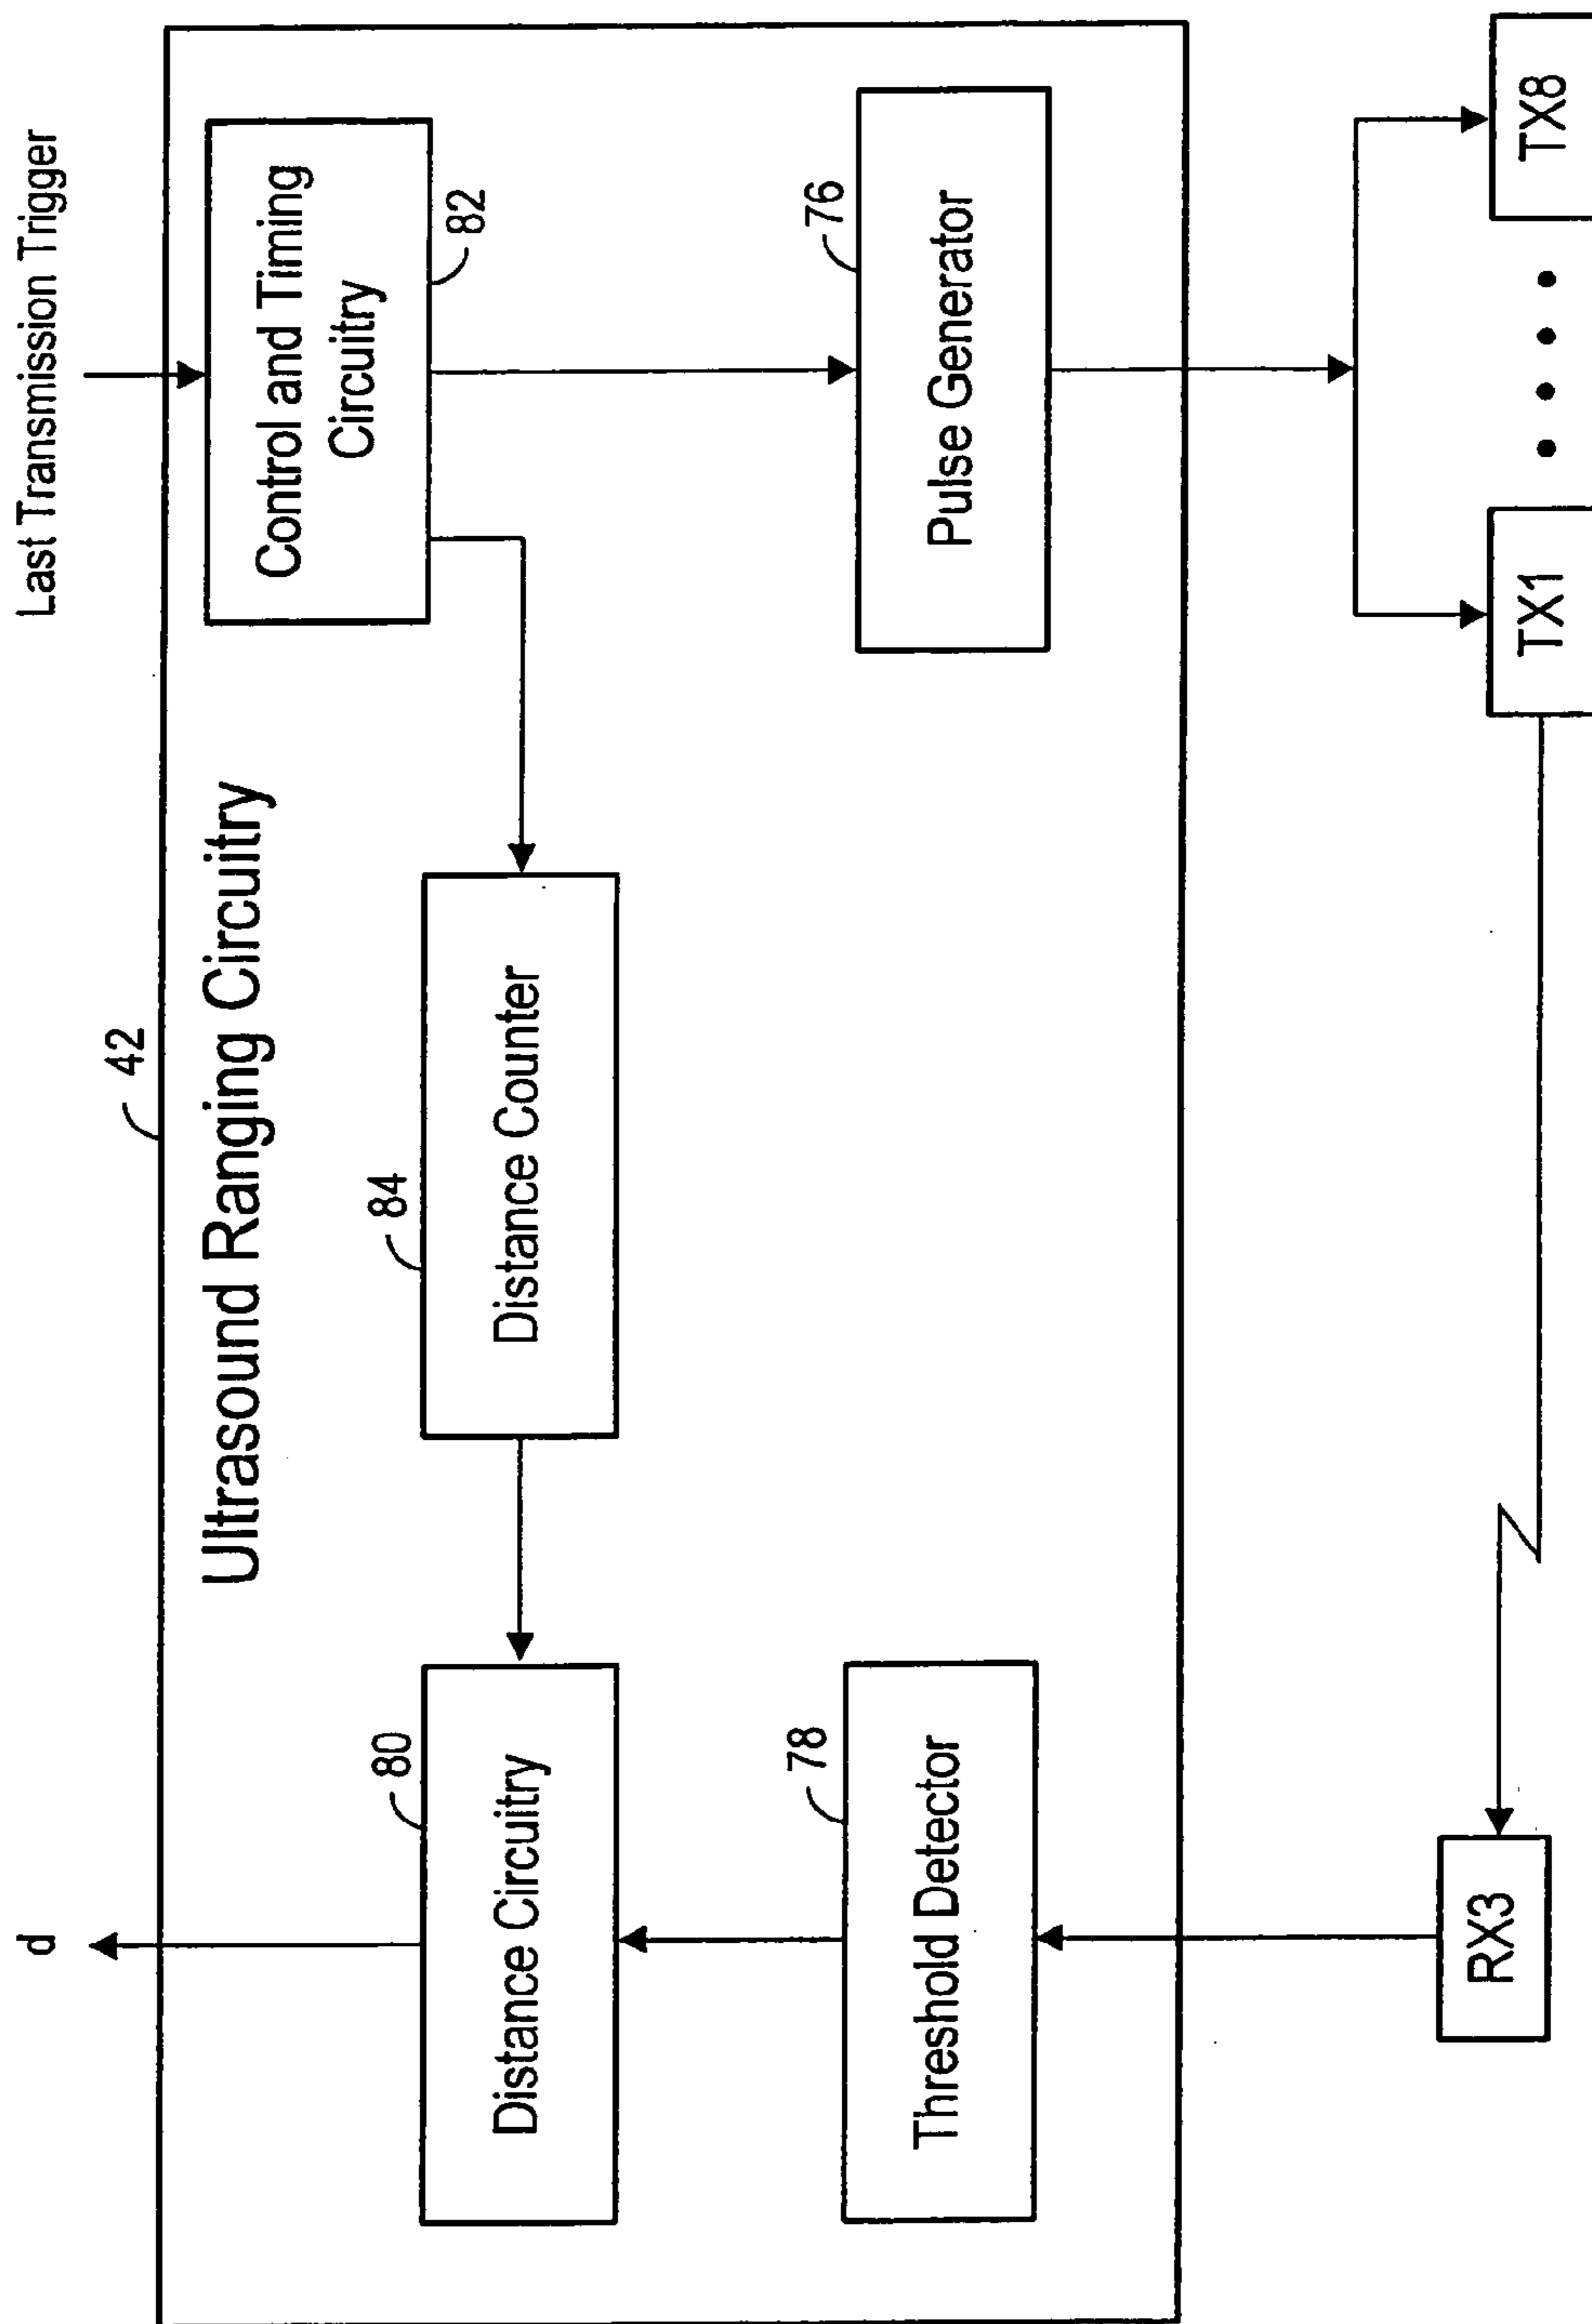 Last Transmission Trigger
d
42
Ultrasound Ranging Circuitry
Control and Timing
Circuitry
82
84
Distance Counter
80
Distance Circuitry
76
Pulse Generator
78
Threshold Detector
RX3
TX1
TX8